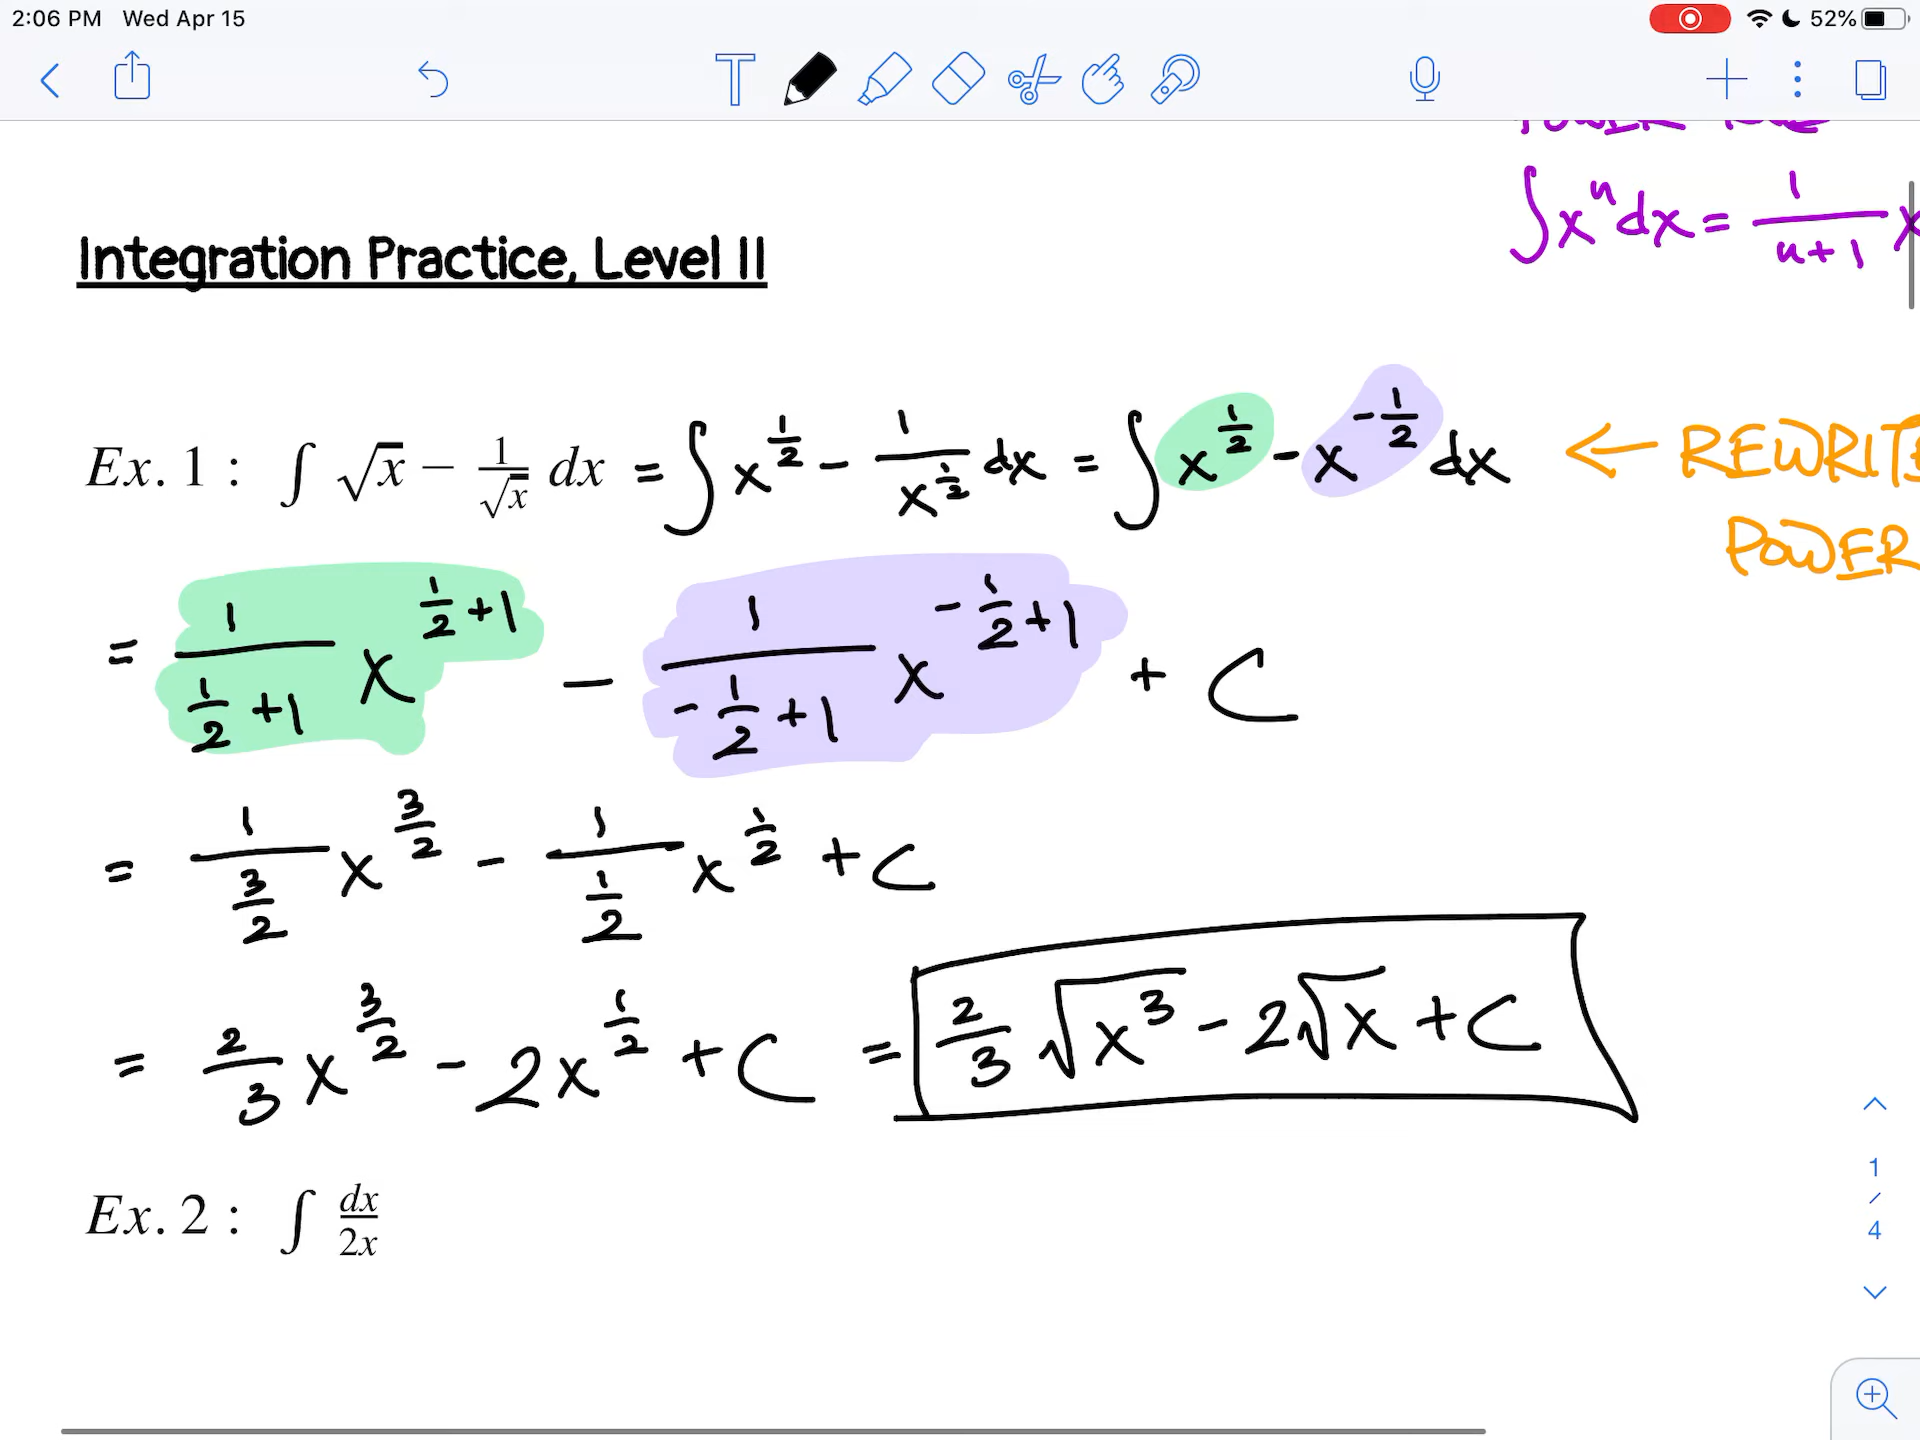 2:06 PM Wed Apr 15 52%
∫xⁿdx = 1/(n+1) x
Integration Practice, Level II
Ex. 1 : ∫ √x − 1/√x dx = ∫ x^(1/2) − 1/x^(1/2) dx = ∫ x^(1/2) − x^(−1/2) dx ← REWRITE
POWER
= 1/(1/2 + 1) x^(1/2 + 1) − 1/(−1/2 + 1) x^(−1/2 + 1) + C
= 1/(3/2) x^(3/2) − 1/(1/2) x^(1/2) + C
= 2/3 x^(3/2) − 2x^(1/2) + C = 2/3 √x³ − 2√x + C
Ex. 2 : ∫ dx/2x
1
/
4